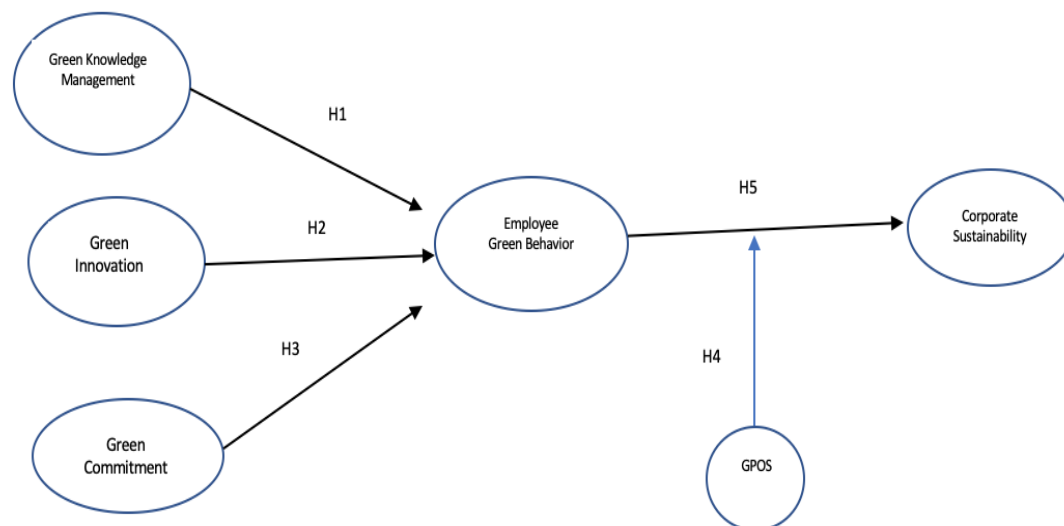 Green Knowledge
Management
H1
Green
Innovation
H2
Employee
Green Behavior
H5
Corporate
Sustainability
H3
H4
Green
Commitment
GPOS